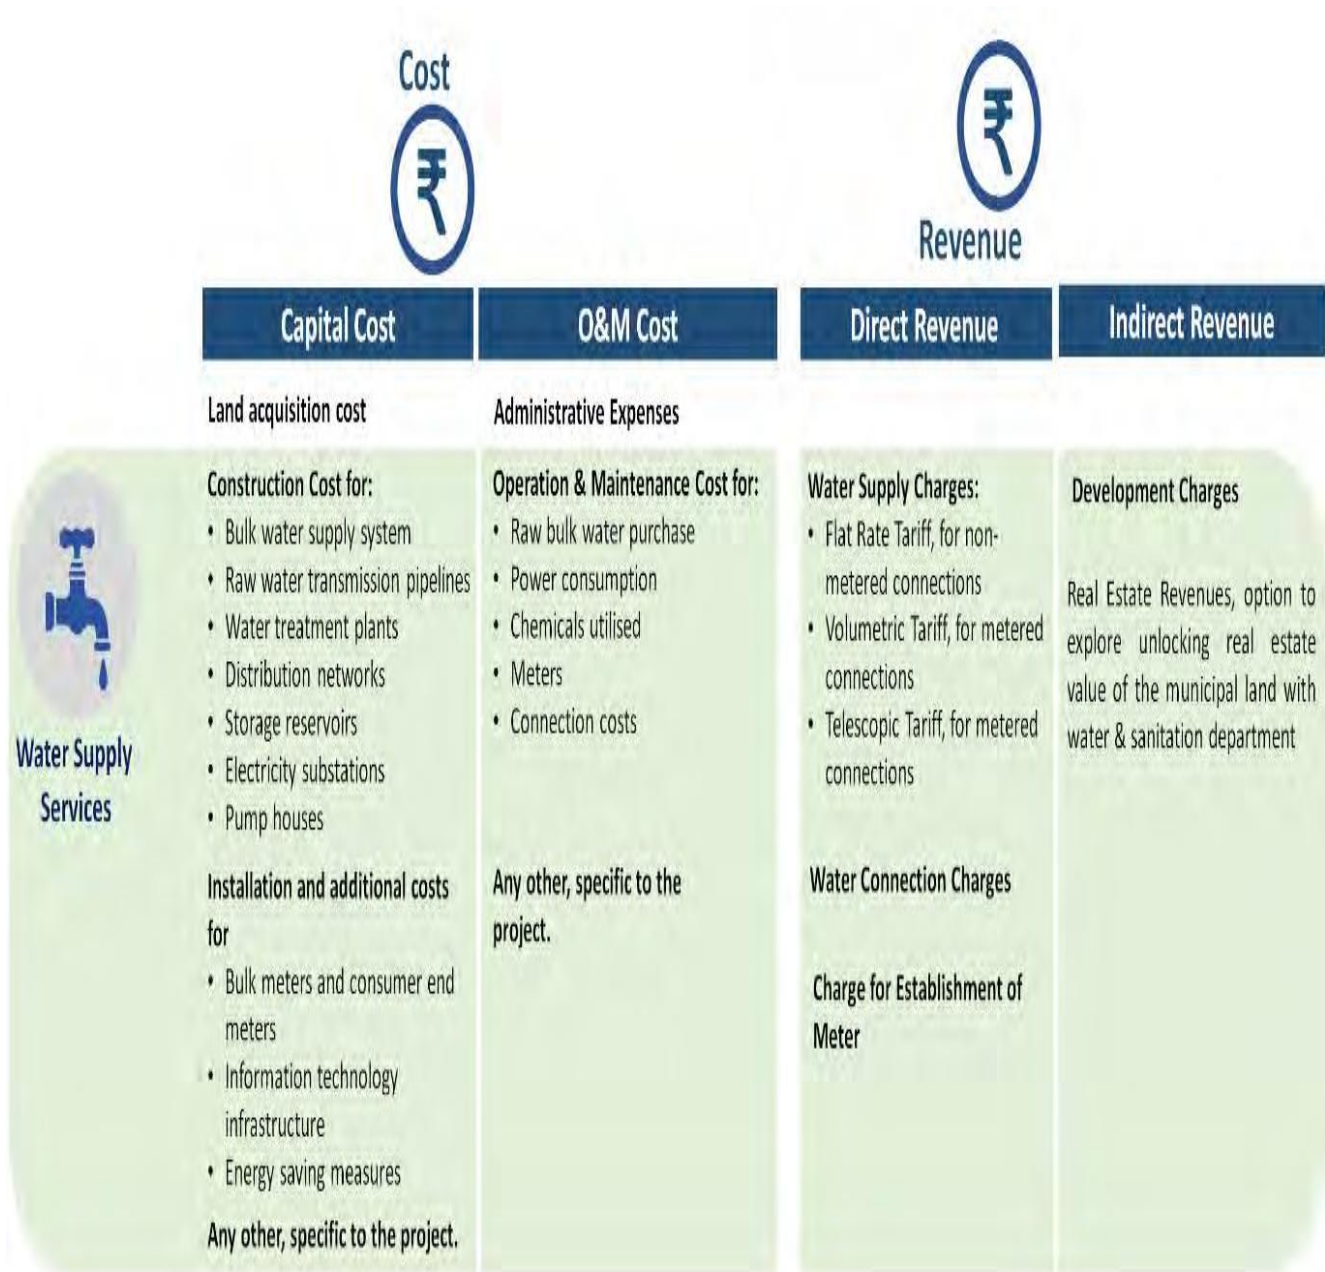 Cost
₹
₹
Revenue
Capital Cost
O&M Cost
Direct Revenue
Indirect Revenue
Water Supply
Services
Land acquisition cost
Construction Cost for:
• Bulk water supply system
• Raw water transmission pipelines
• Water treatment plants
• Distribution networks
• Storage reservoirs
• Electricity substations
• Pump houses
Installation and additional costs
for
• Bulk meters and consumer end
meters
• Information technology
infrastructure
• Energy saving measures
Any other, specific to the project.
Administrative Expenses
Operation & Maintenance Cost for:
• Raw bulk water purchase
• Power consumption
• Chemicals utilised
• Meters
• Connection costs
Any other, specific to the
project.
Water Supply Charges:
• Flat Rate Tariff, for non-
metered connections
• Volumetric Tariff, for metered
connections
• Telescopic Tariff, for metered
connections
Water Connection Charges
Charge for Establishment of
Meter
Development Charges
Real Estate Revenues, option to
explore unlocking real estate
value of the municipal land with
water & sanitation department